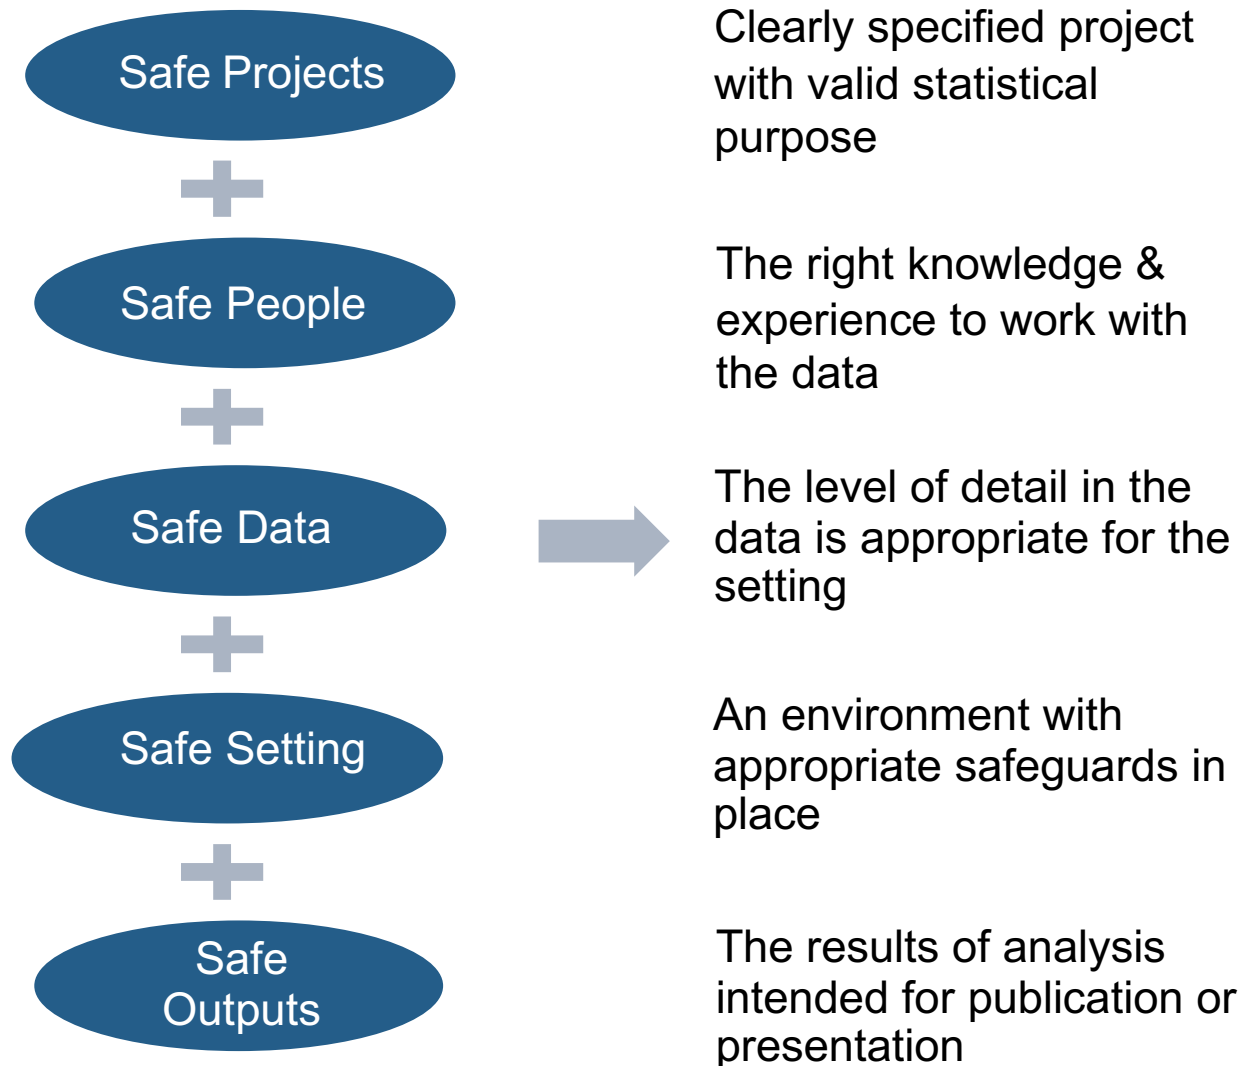 Safe Projects
Clearly specified project
with valid statistical
purpose
Safe People
The right knowledge &
experience to work with
the data
Safe Data
The level of detail in the
data is appropriate for the
setting
Safe Setting
An environment with
appropriate safeguards in
place
Safe
Outputs
The results of analysis
intended for publication or
presentation